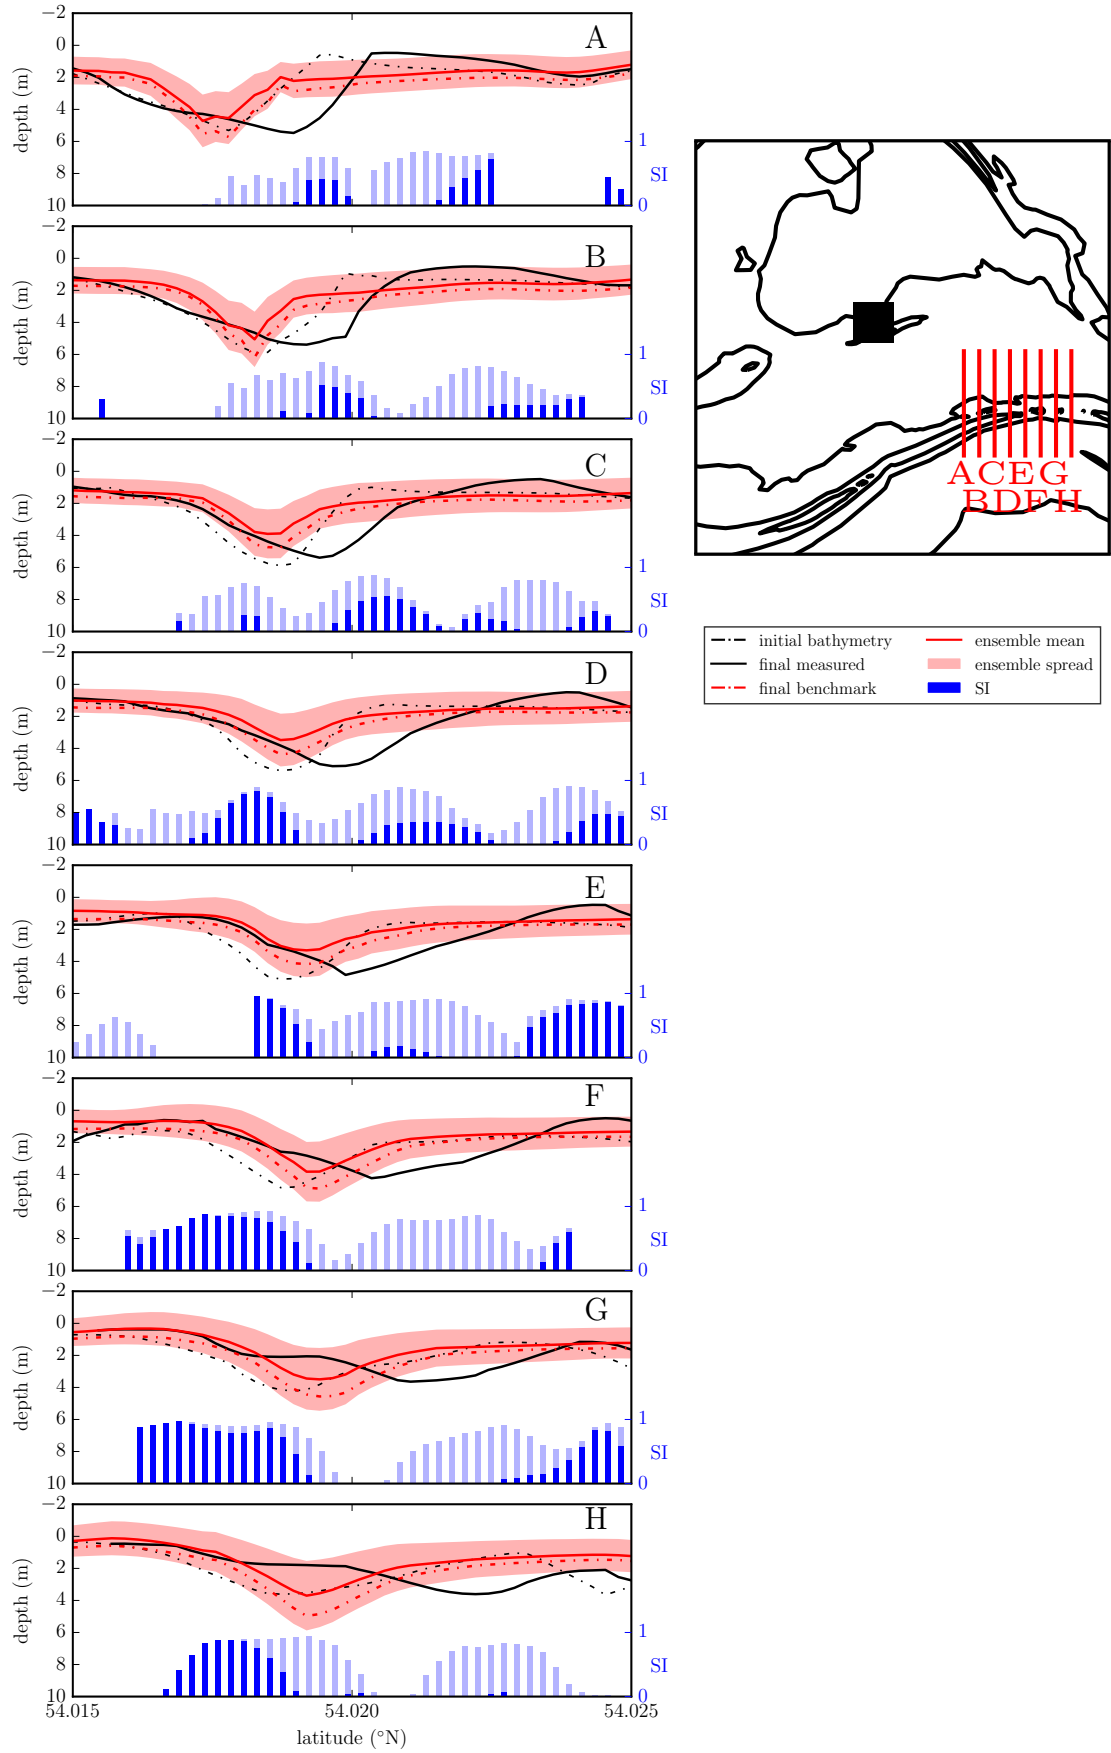 −2
0
2
4
6
8
10
depth (m)
A
1
SI
0
−2
0
2
4
6
8
10
depth (m)
B
1
SI
0
−2
0
2
4
6
8
10
depth (m)
C
1
SI
0
−2
0
2
4
6
8
10
depth (m)
D
1
SI
0
−2
0
2
4
6
8
10
depth (m)
E
1
SI
0
−2
0
2
4
6
8
10
depth (m)
F
1
SI
0
−2
0
2
4
6
8
10
depth (m)
G
1
SI
0
−2
0
2
4
6
8
10
depth (m)
H
1
SI
0
54.015 54.020 54.025
latitude (°N)
ACEG
BDFH
initial bathymetry
final measured
final benchmark
ensemble mean
ensemble spread
SI